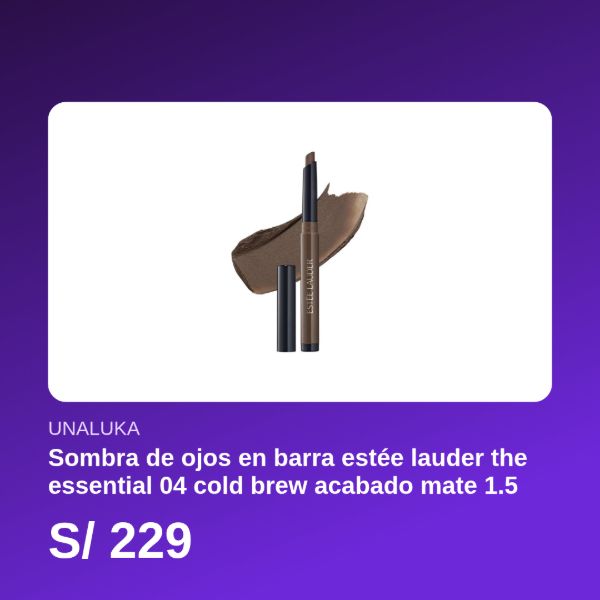 ESTĒE LAUDER
UNALUKA
Sombra de ojos en barra estée lauder the
essential 04 cold brew acabado mate 1.5
S/ 229